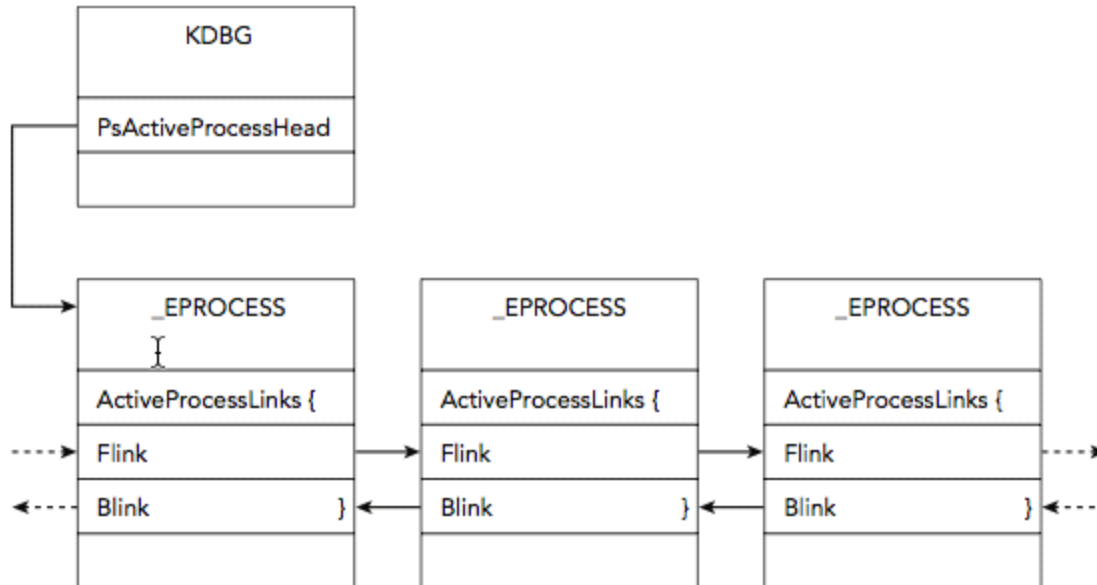 KDBG
PsActiveProcessHead
_EPROCESS _EPROCESS _EPROCESS
ActiveProcessLinks { ActiveProcessLinks { ActiveProcessLinks {
Flink Flink Flink
Blink } Blink } Blink }